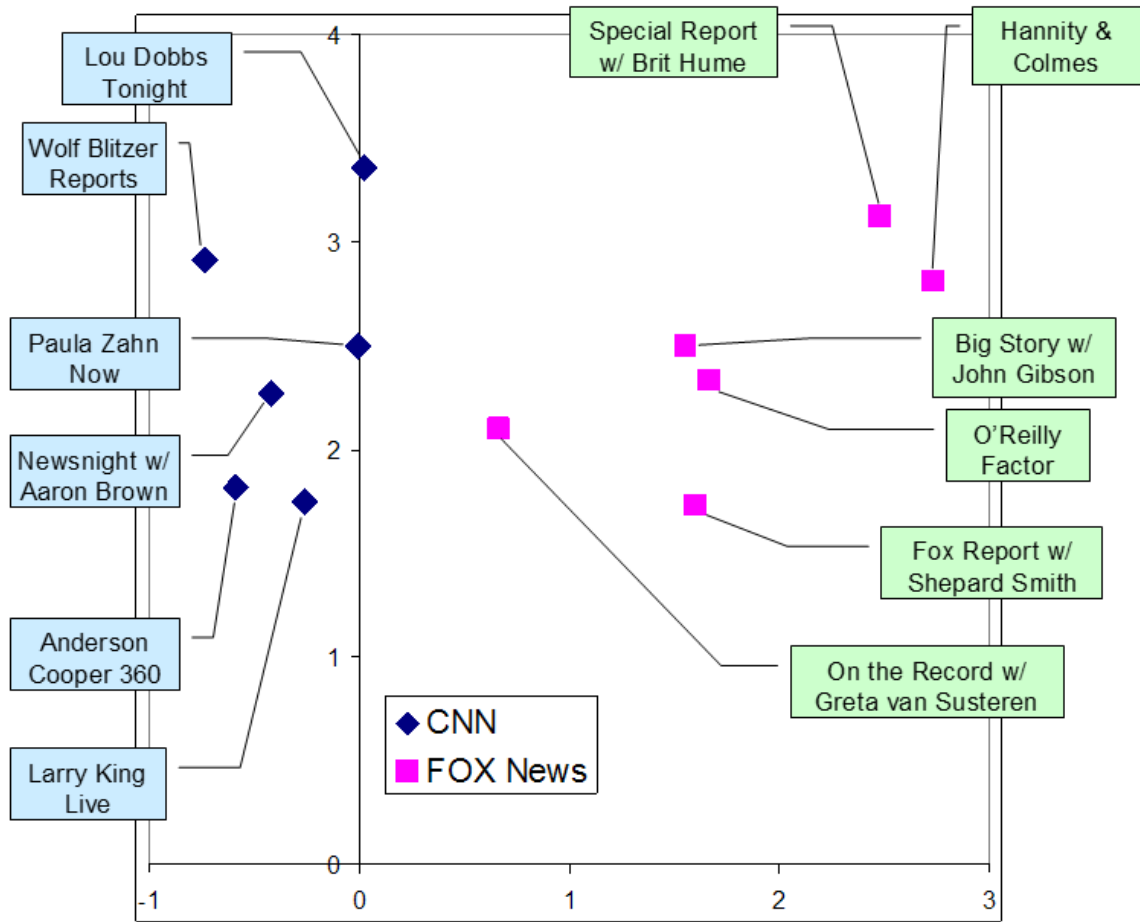 Lou Dobbs
Tonight
Special Report
w/ Brit Hume
Hannity &
Colmes
Wolf Blitzer
Reports
Paula Zahn
Now
Big Story w/
John Gibson
O’Reilly
Factor
Newsnight w/
Aaron Brown
Fox Report w/
Shepard Smith
Anderson
Cooper 360
On the Record w/
Greta van Susteren
Larry King
Live
CNN
FOX News
4
3
2
1
0
-1
0
1
2
3